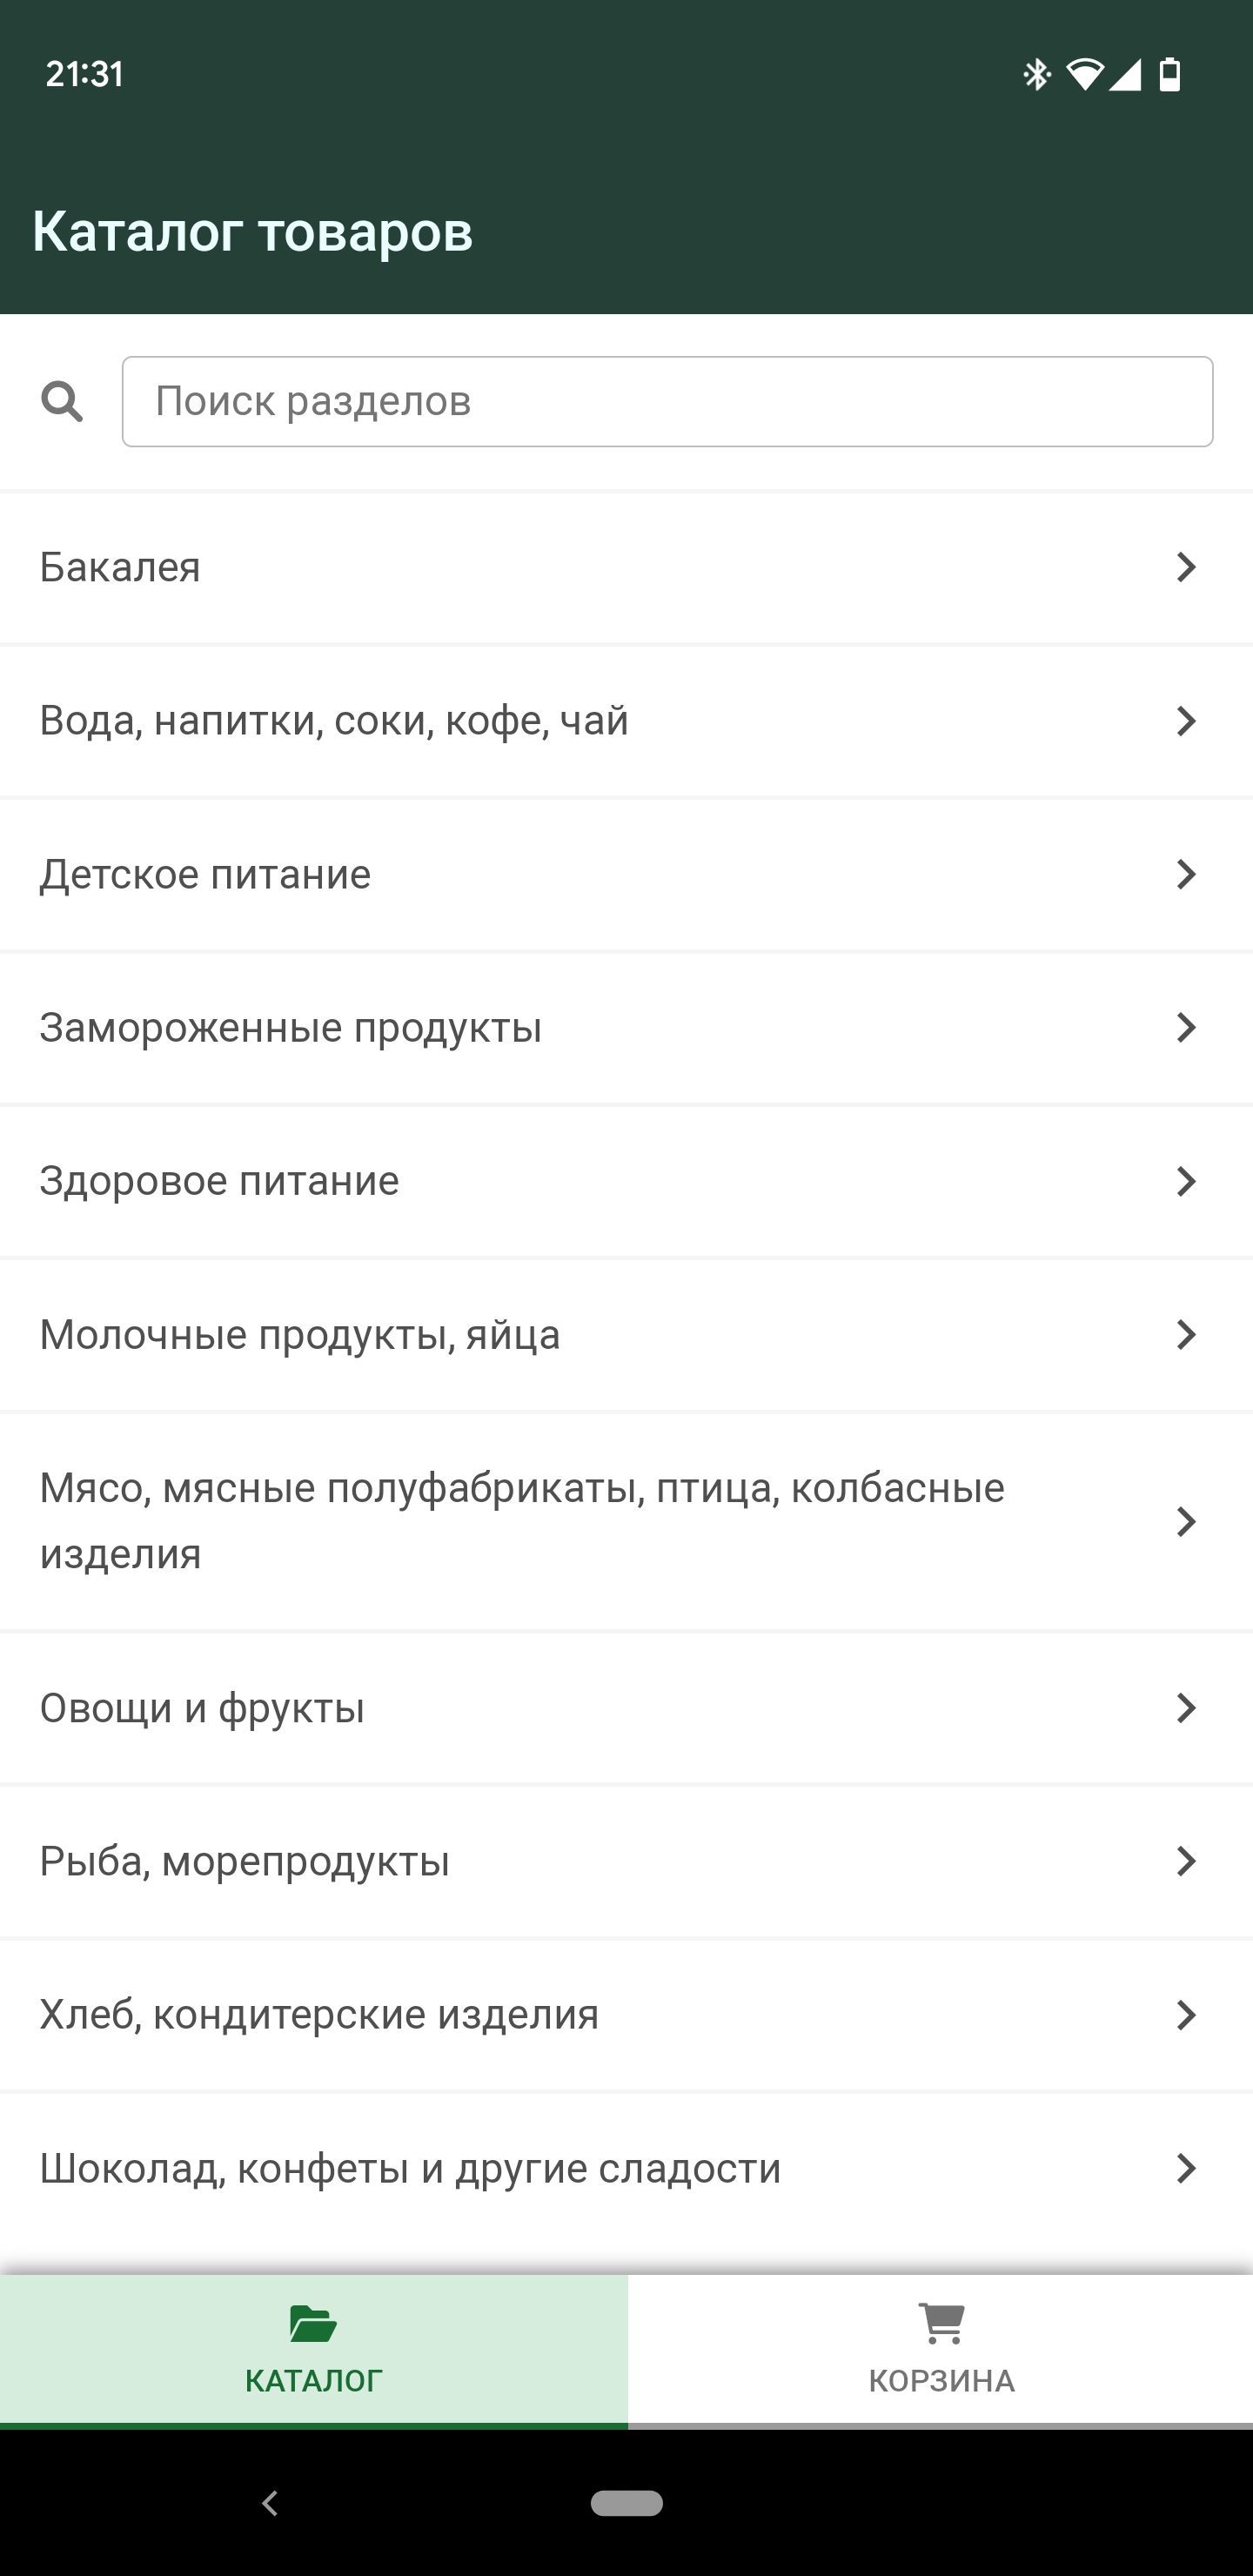 21:31
Каталог товаров
Поиск разделов
Бакалея
Вода, напитки, соки, кофе, чай
Детское питание
Замороженные продукты
Здоровое питание
Молочные продукты, яйца
Мясо, мясные полуфабрикаты, птица, колбасные
изделия
Овощи и фрукты
Рыба, морепродукты
Хлеб, кондитерские изделия
Шоколад, конфеты и другие сладости
КАТАЛОГ
КОРЗИНА